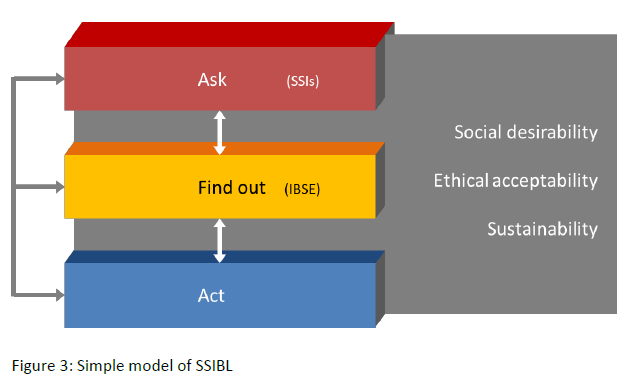 Ask (SSIs)
Social desirability
Find out (IBSE)
Ethical acceptability
Sustainability
Act
Figure 3: Simple model of SSIBL